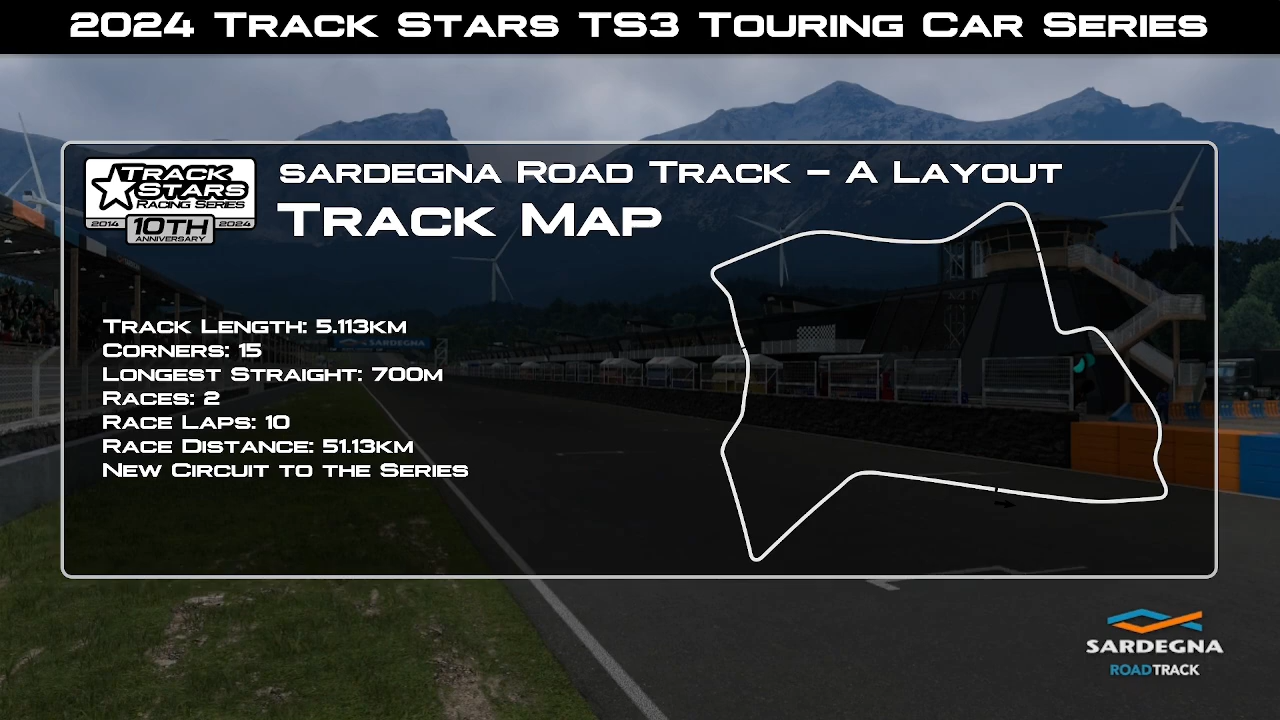 2024 Track Stars TS3 Touring Car Series
Track
Stars
Racing Series
2014 10th 2024
Anniversary
Sardegna Road Track – A Layout
Track Map
Track Length: 5.113km
Corners: 15
Longest Straight: 700m
Races: 2
Race Laps: 10
Race Distance: 51.13km
New Circuit to the Series
SARDEGNA
SARDEGNA
ROADTRACK